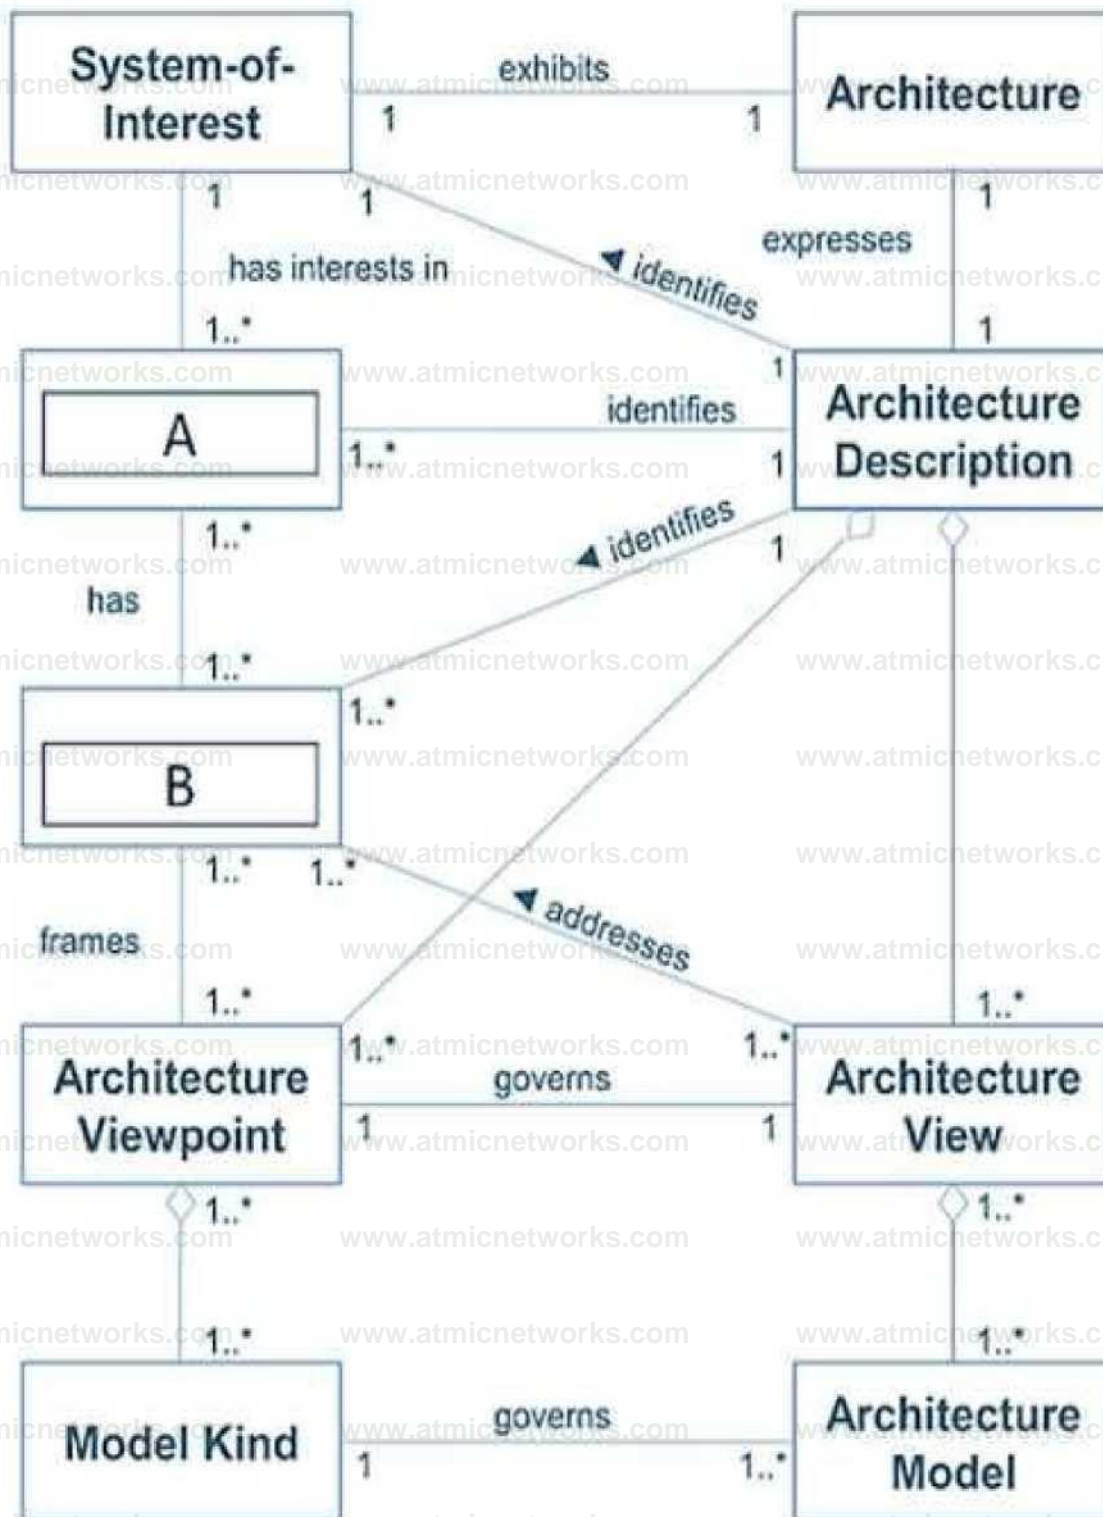 System-of-
Interest
exhibits
Architecture
1
1
1
1
1
expresses
has interests in
identifies
1..*
1
1
A
identifies
Architecture
Description
1..*
1
1..*
identifies
1
has
1..*
1..*
B
1..*
1..*
addresses
frames
1..*
1..*
Architecture
Viewpoint
1..*
1..*
governs
Architecture
View
1
1
1..*
1..*
1..*
1..*
Model Kind
governs
Architecture
Model
1
1..*
www.atmicnetworks.com